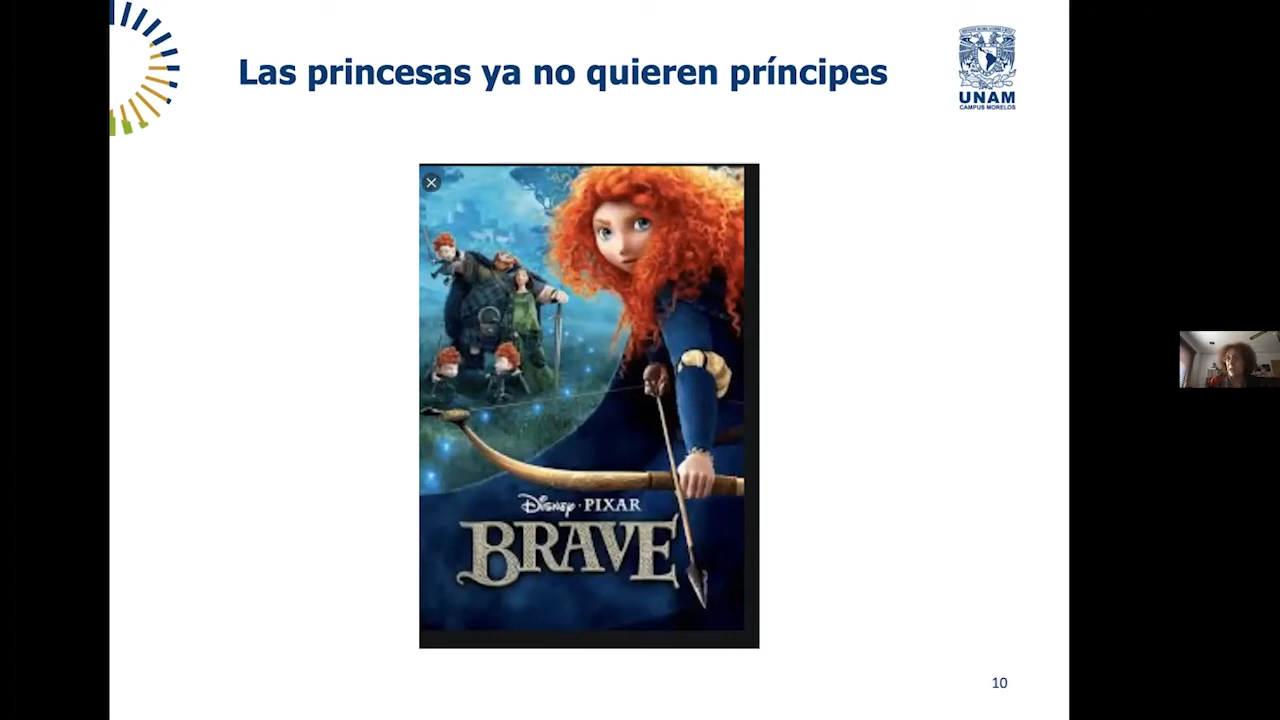 Las princesas ya no quieren príncipes
UNAM
CAMPUS MORELOS
Disney · PIXAR
BRAVE
10